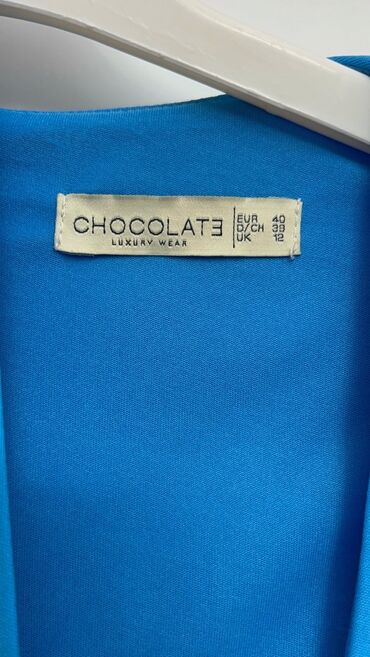 CHOCOLATE
LUXURY WEAR
EUR 40
D/CH 38
UK 12